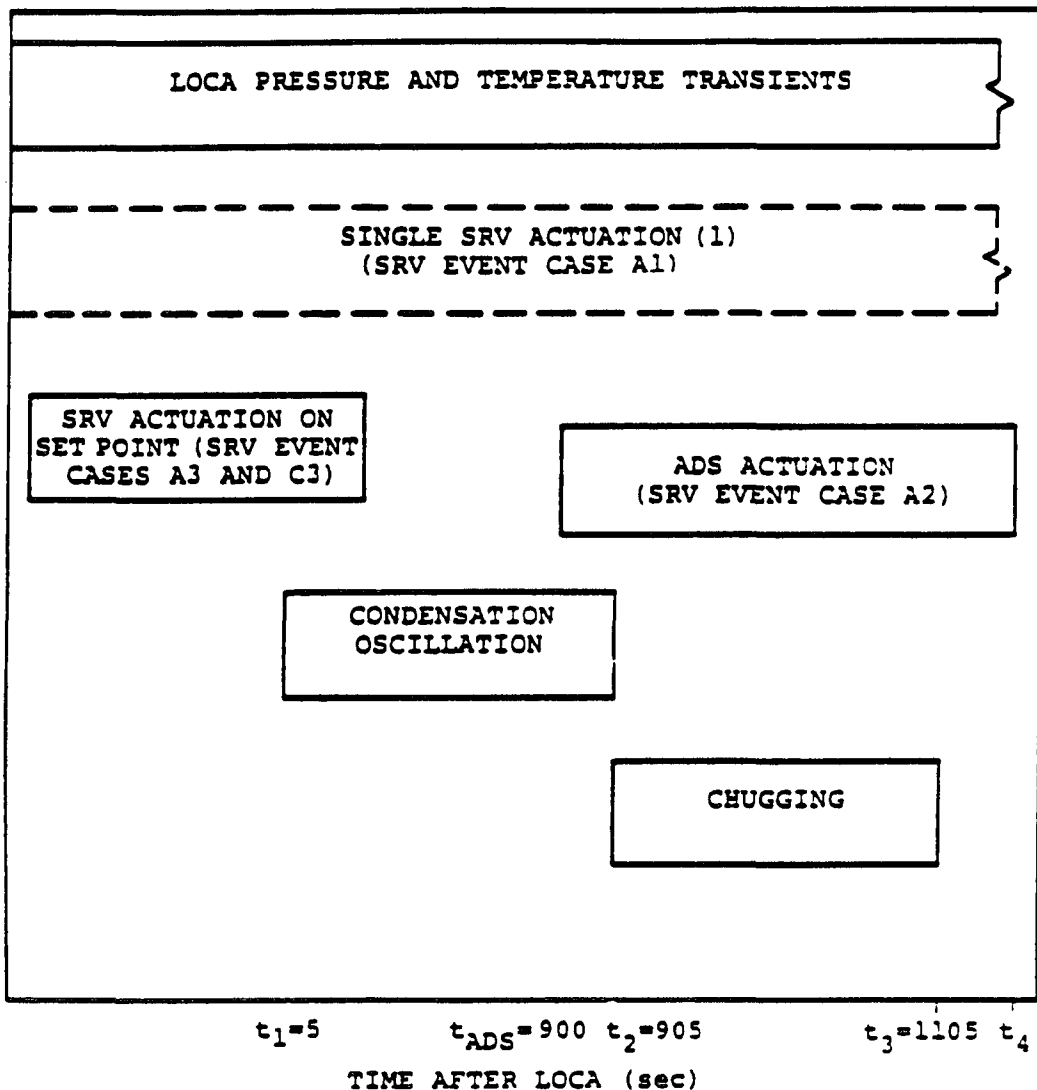 LOCA PRESSURE AND TEMPERATURE TRANSIENTS
SINGLE SRV ACTUATION (1)
(SRV EVENT CASE A1)
SRV ACTUATION ON
SET POINT (SRV EVENT
CASES A3 AND C3)
ADS ACTUATION
(SRV EVENT CASE A2)
CONDENSATION
OSCILLATION
CHUGGING
t1=5 tADS=900 t2=905 t3=1105 t4
TIME AFTER LOCA (sec)